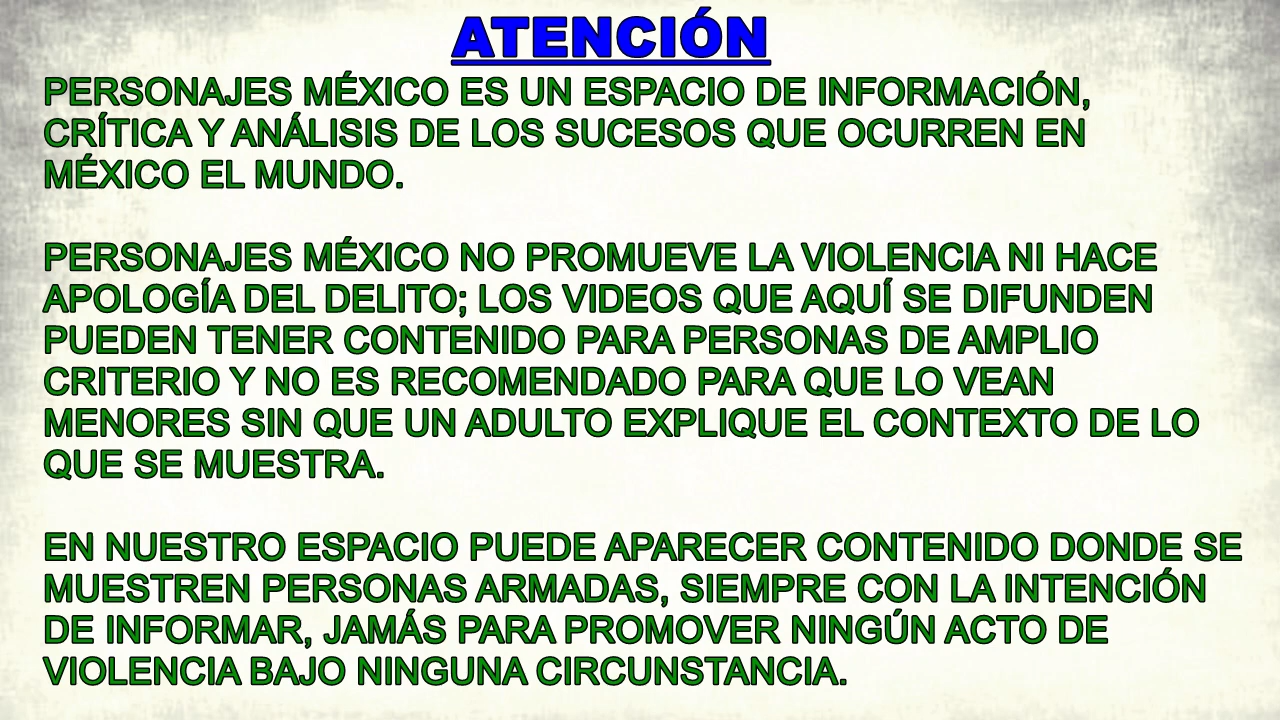 ATENCIÓN
PERSONAJES MÉXICO ES UN ESPACIO DE INFORMACIÓN,
CRÍTICA Y ANÁLISIS DE LOS SUCESOS QUE OCURREN EN
MÉXICO EL MUNDO.
PERSONAJES MÉXICO NO PROMUEVE LA VIOLENCIA NI HACE
APOLOGÍA DEL DELITO; LOS VIDEOS QUE AQUÍ SE DIFUNDEN
PUEDEN TENER CONTENIDO PARA PERSONAS DE AMPLIO
CRITERIO Y NO ES RECOMENDADO PARA QUE LO VEAN
MENORES SIN QUE UN ADULTO EXPLIQUE EL CONTEXTO DE LO
QUE SE MUESTRA.
EN NUESTRO ESPACIO PUEDE APARECER CONTENIDO DONDE SE
MUESTREN PERSONAS ARMADAS, SIEMPRE CON LA INTENCIÓN
DE INFORMAR, JAMÁS PARA PROMOVER NINGÚN ACTO DE
VIOLENCIA BAJO NINGUNA CIRCUNSTANCIA.